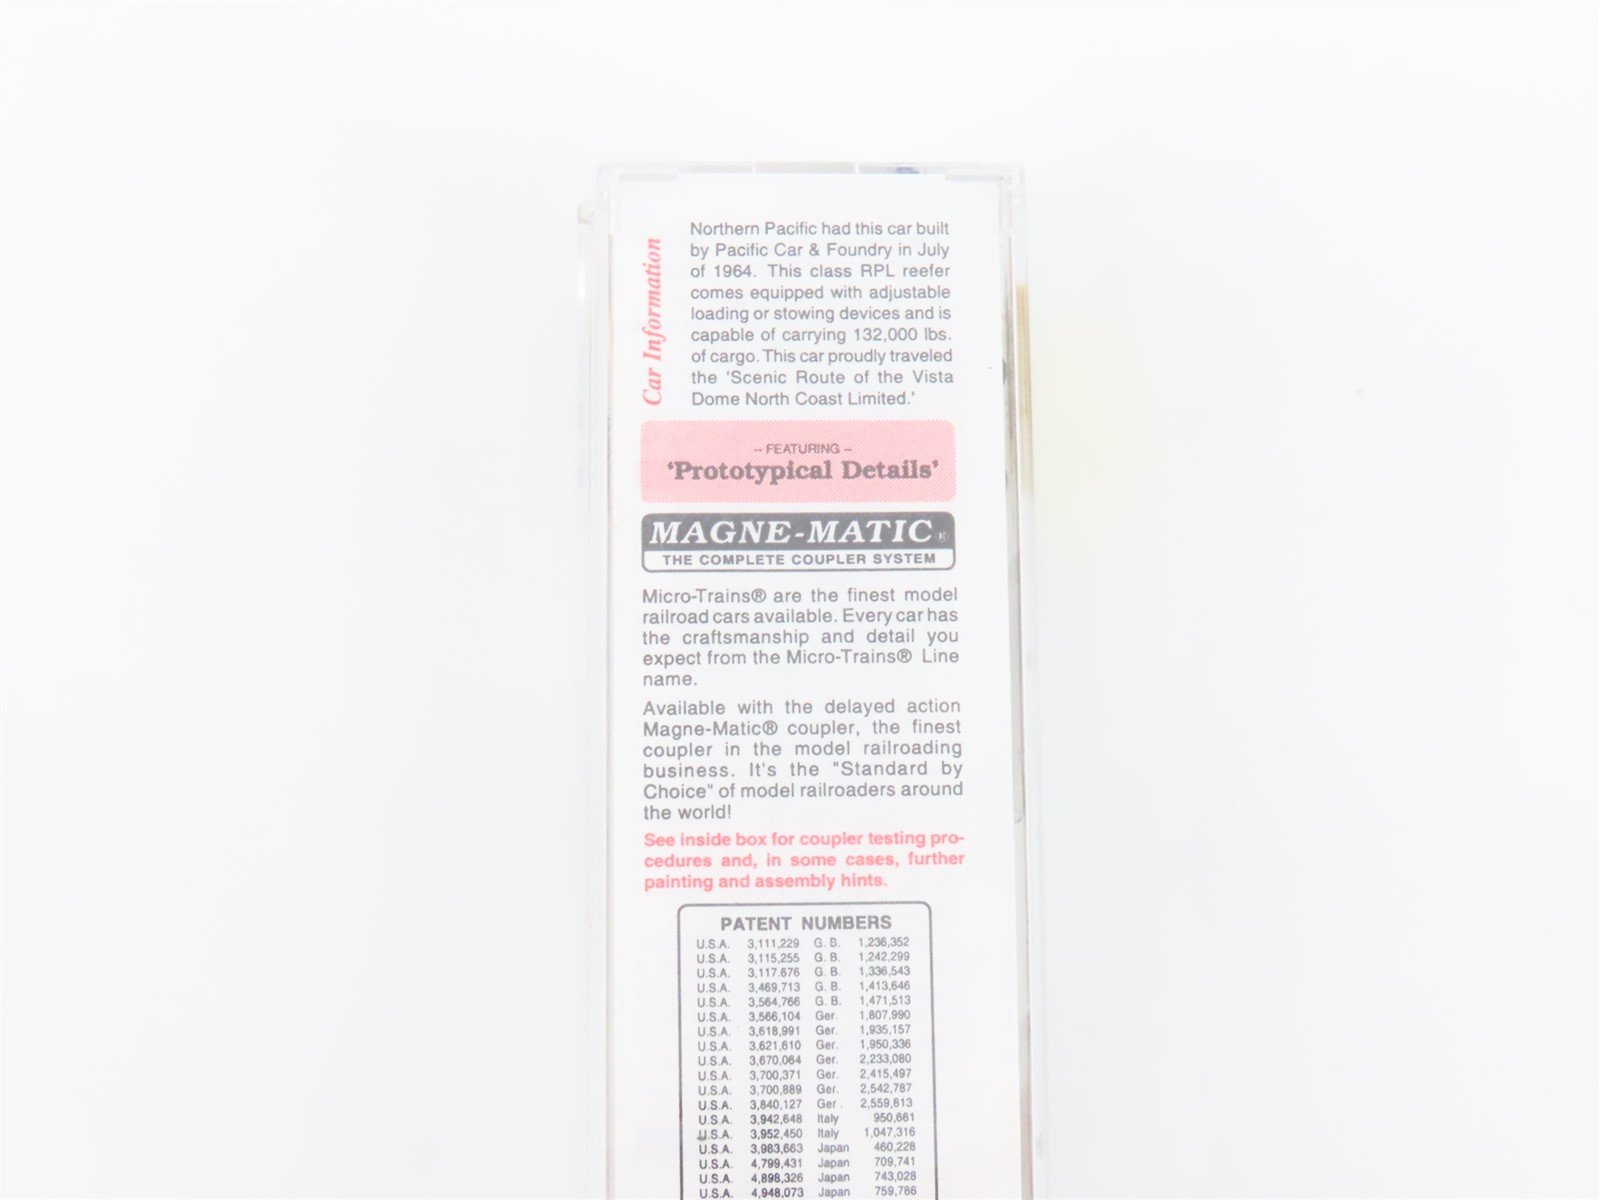 Car Information
Northern Pacific had this car built
by Pacific Car & Foundry in July
of 1964. This class RPL reefer
comes equipped with adjustable
loading or stowing devices and is
capable of carrying 132,000 lbs.
of cargo. This car proudly traveled
the 'Scenic Route of the Vista
Dome North Coast Limited.'
– FEATURING –
'Prototypical Details'
MAGNE-MATIC®
THE COMPLETE COUPLER SYSTEM
Micro-Trains® are the finest model
railroad cars available. Every car has
the craftsmanship and detail you
expect from the Micro-Trains® Line
name.
Available with the delayed action
Magne-Matic® coupler, the finest
coupler in the model railroading
business. It's the "Standard by
Choice" of model railroaders around
the world!
See inside box for coupler testing pro-
cedures and, in some cases, further
painting and assembly hints.
PATENT NUMBERS
U.S.A. 3,111,229 G. B. 1,236,352
U.S.A. 3,115,255 G. B. 1,242,299
U.S.A. 3,117.676 G. B. 1,336,543
U.S.A. 3,469,713 G. B. 1,413,646
U.S.A. 3,564,766 G. B. 1,471,513
U.S.A. 3,566,104 Ger. 1,807,990
U.S.A. 3,618,991 Ger. 1,935,157
U.S.A. 3,621,610 Ger. 1,950,336
U.S.A. 3,670,064 Ger. 2,233,080
U.S.A. 3,700,371 Ger. 2,415,497
U.S.A. 3,700,889 Ger. 2,542,787
U.S.A. 3,840,127 Ger . 2,559,813
U.S.A. 3,942,648 Italy 950,661
U.S.A. 3,952,450 Italy 1,047,316
U.S.A. 3,983,663 Japan 460,228
U.S.A. 4,799,431 Japan 709,741
U.S.A. 4,898,326 Japan 743,028
U.S.A. 4,948,073 Japan 759,786